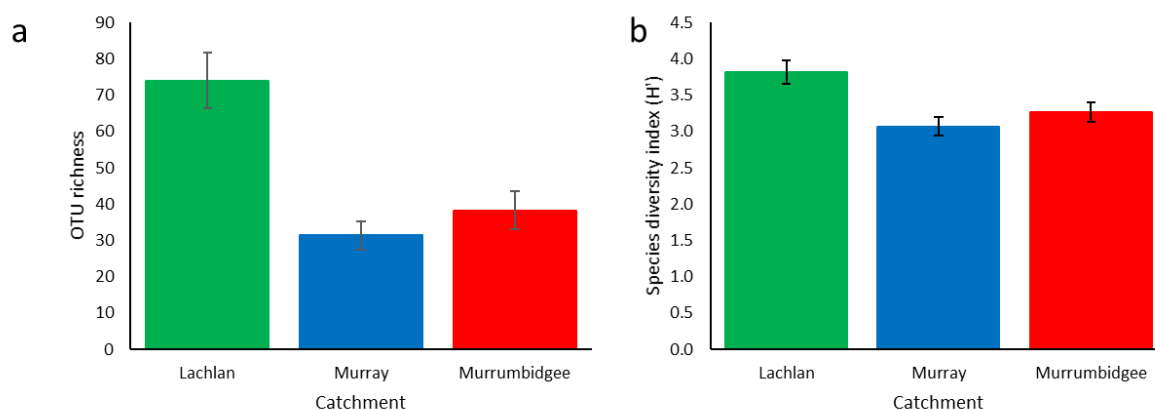 a
90
80
70
60
50
40
30
20
10
0
OTU richness
Lachlan Murray Murrumbidgee
Catchment
b
4.5
4.0
3.5
3.0
2.5
2.0
1.5
1.0
0.5
0.0
Species diversity index (H')
Lachlan Murray Murrumbidgee
Catchment